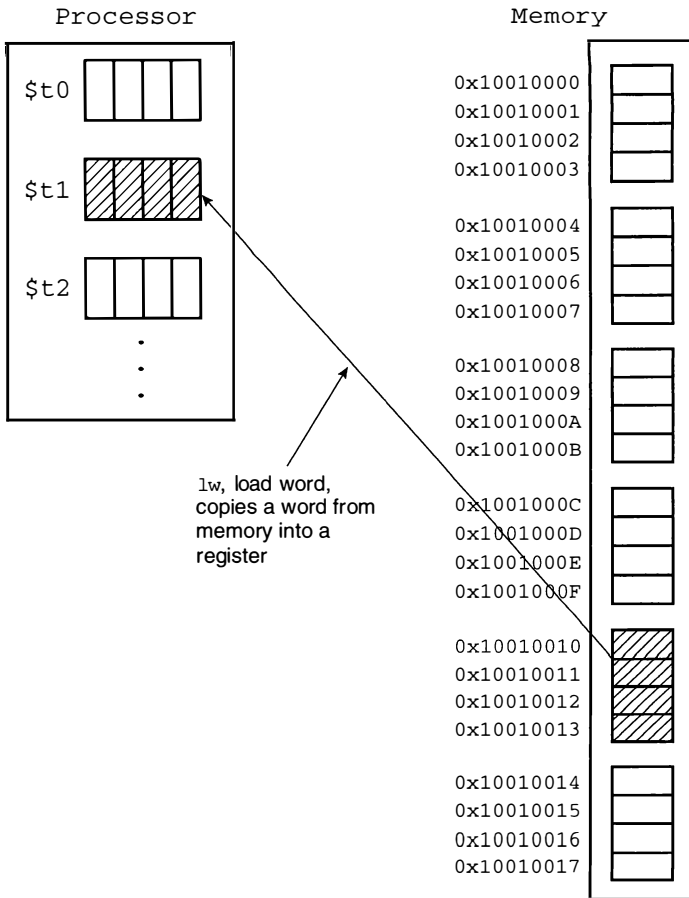 Processor
Memory
$t0
$t1
$t2
lw, load word,
copies a word from
memory into a
register
0x10010000
0x10010001
0x10010002
0x10010003
0x10010004
0x10010005
0x10010006
0x10010007
0x10010008
0x10010009
0x1001000A
0x1001000B
0x1001000C
0x1001000D
0x1001000E
0x1001000F
0x10010010
0x10010011
0x10010012
0x10010013
0x10010014
0x10010015
0x10010016
0x10010017